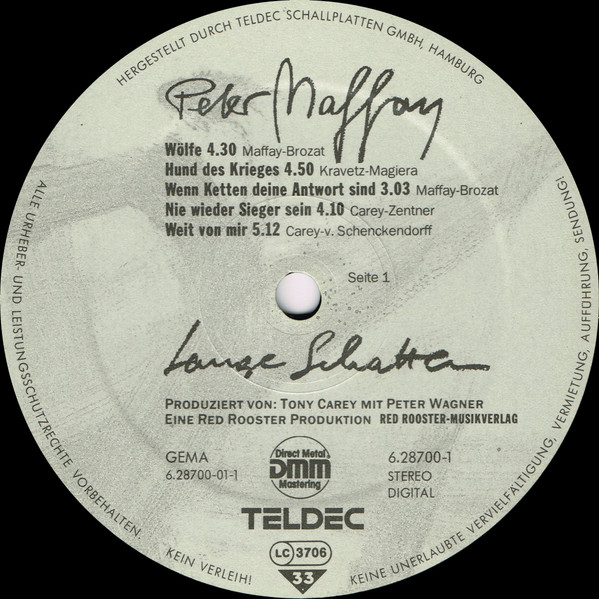 HERGESTELLT DURCH TELDEC SCHALLPLATTEN GMBH, HAMBURG
Peter Maffay
Wölfe 4.30 Maffay-Brozat
Hund des Krieges 4.50 Kravetz-Magiera
Wenn Ketten deine Antwort sind 3.03 Maffay-Brozat
Nie wieder Sieger sein 4.10 Carey-Zentner
Weit von mir 5.12 Carey-v. Schenckendorff
Seite 1
Lange Schatten
PRODUZIERT VON: TONY CAREY MIT PETER WAGNER
EINE RED ROOSTER PRODUKTION RED ROOSTER-MUSIKVERLAG
GEMA
6.28700-01-1
Direct Metal
DMM
Mastering
6.28700-1
STEREO
DIGITAL
TELDEC
LC 3706
33
ALLE URHEBER- UND LEISTUNGSSCHUTZRECHTE VORBEHALTEN. KEIN VERLEIH! KEINE UNERLAUBTE VERVIELFÄLTIGUNG, VERMIETUNG, AUFFÜHRUNG, SENDUNG!